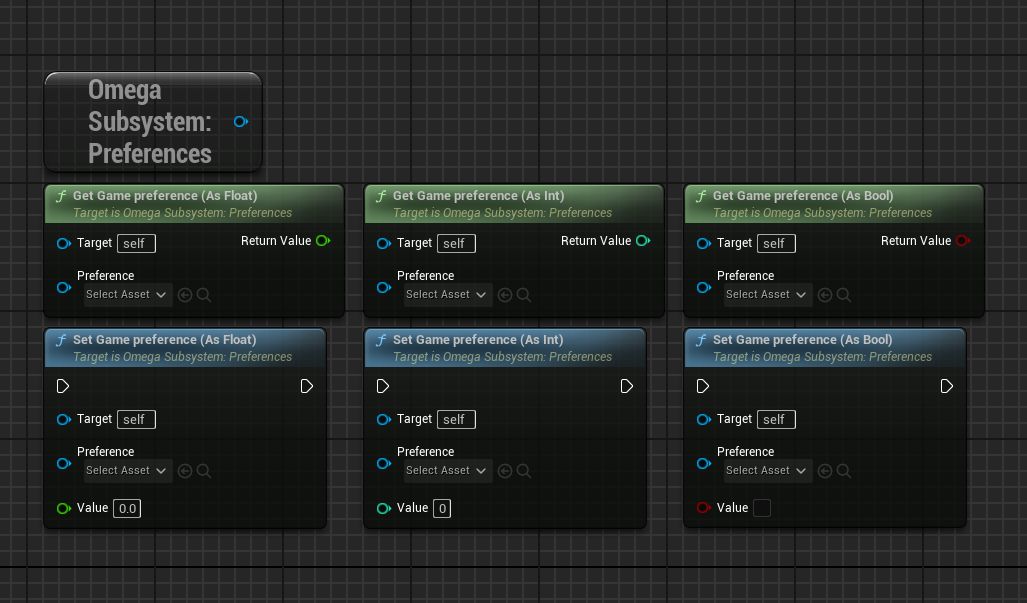 Omega
Subsystem:
Preferences
f Get Game preference (As Float)
Target is Omega Subsystem: Preferences
Target self Return Value
Preference
Select Asset
f Get Game preference (As Int)
Target is Omega Subsystem: Preferences
Target self Return Value
Preference
Select Asset
f Get Game preference (As Bool)
Target is Omega Subsystem: Preferences
Target self Return Value
Preference
Select Asset
f Set Game preference (As Float)
Target is Omega Subsystem: Preferences
Target self
Preference
Select Asset
Value 0.0
f Set Game preference (As Int)
Target is Omega Subsystem: Preferences
Target self
Preference
Select Asset
Value 0
f Set Game preference (As Bool)
Target is Omega Subsystem: Preferences
Target self
Preference
Select Asset
Value